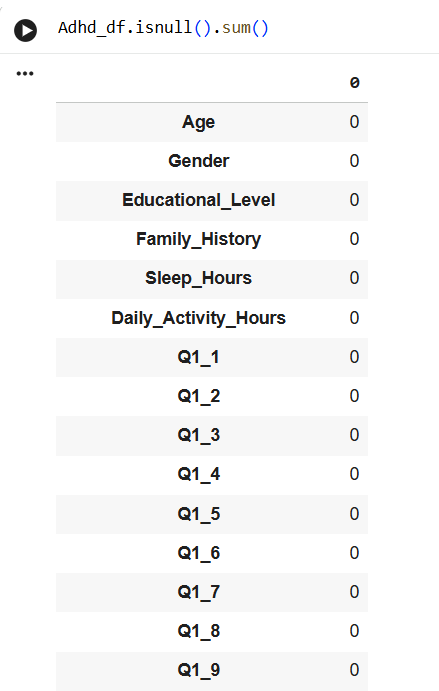 Adhd_df.isnull().sum()
0
Age 0
Gender 0
Educational_Level 0
Family_History 0
Sleep_Hours 0
Daily_Activity_Hours 0
Q1_1 0
Q1_2 0
Q1_3 0
Q1_4 0
Q1_5 0
Q1_6 0
Q1_7 0
Q1_8 0
Q1_9 0